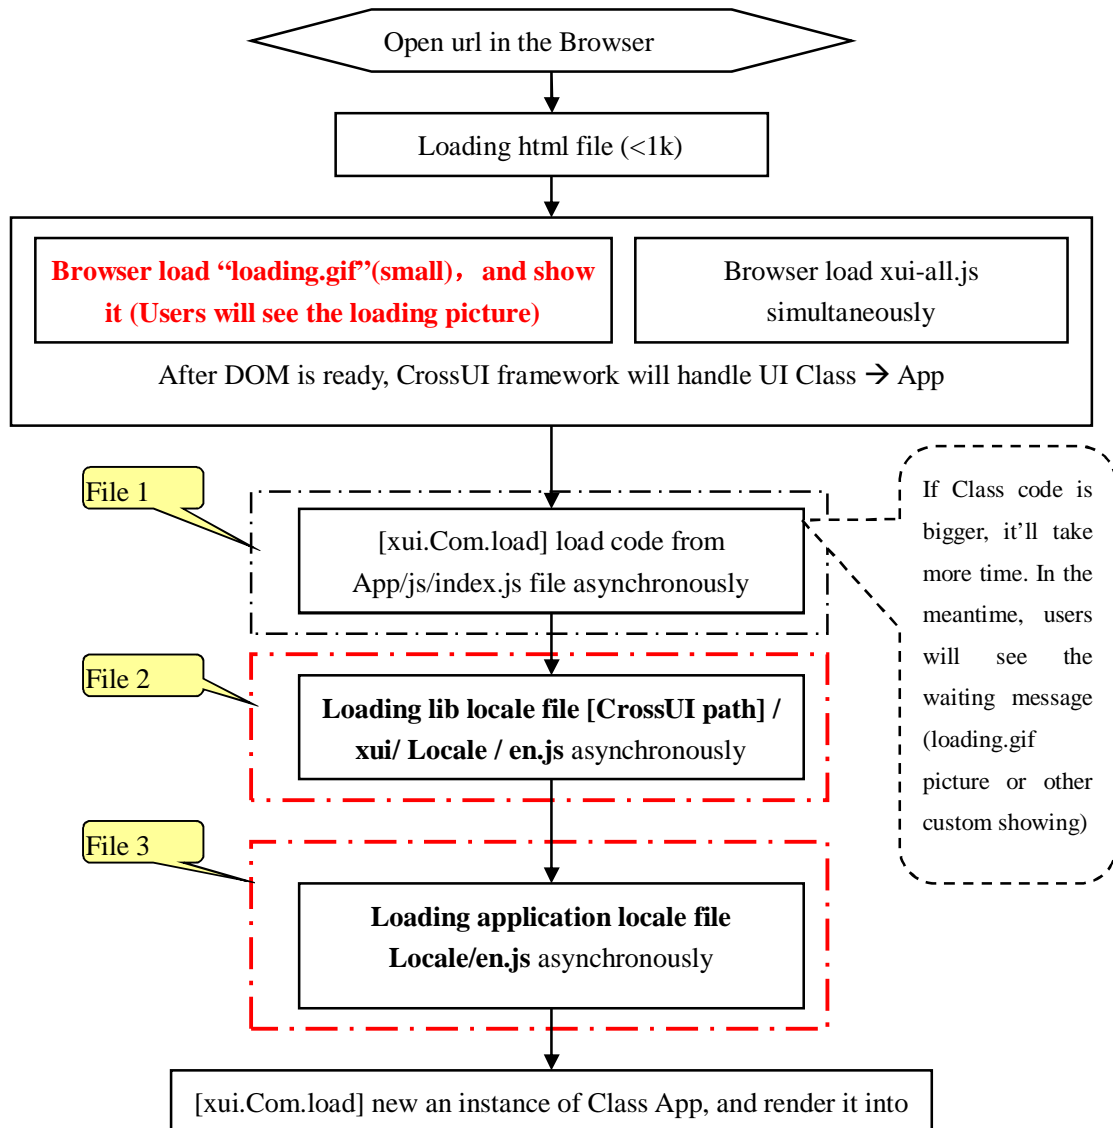 Open url in the Browser
Loading html file (<1k)
Browser load “loading.gif”(small)，and show
it (Users will see the loading picture)
Browser load xui-all.js
simultaneously
After DOM is ready, CrossUI framework will handle UI Class → App
File 1
[xui.Com.load] load code from
App/js/index.js file asynchronously
If Class code is
bigger, it’ll take
more time. In the
meantime, users
will see the
waiting message
(loading.gif
picture or other
custom showing)
File 2
Loading lib locale file [CrossUI path] /
xui/ Locale / en.js asynchronously
File 3
Loading application locale file
Locale/en.js asynchronously
[xui.Com.load] new an instance of Class App, and render it into